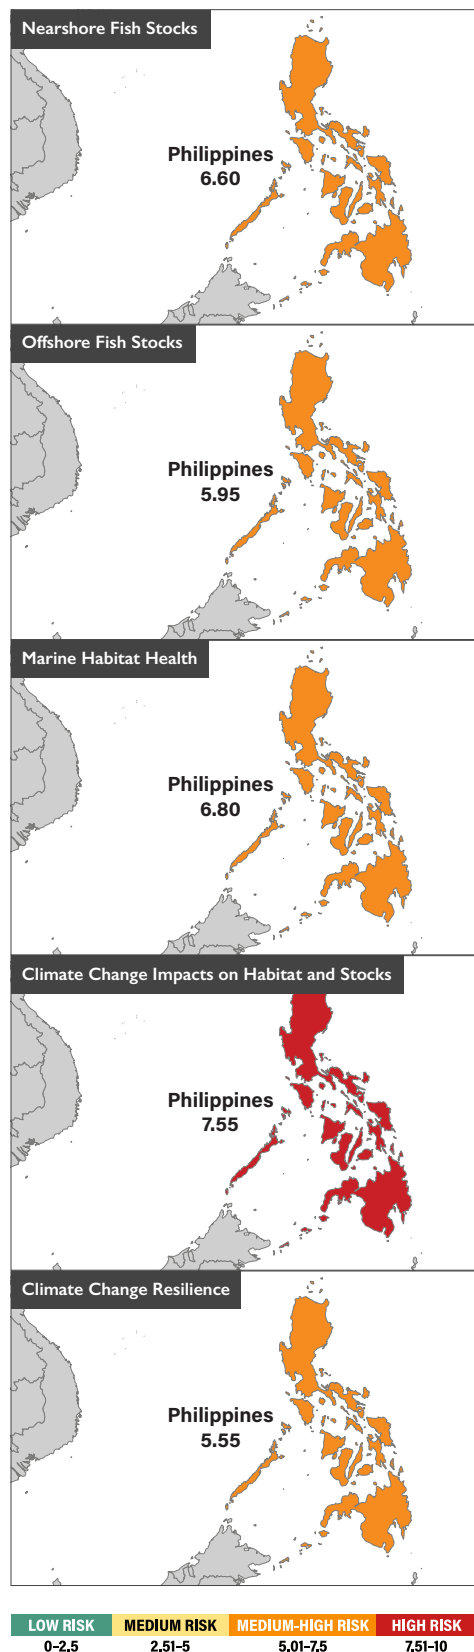 Nearshore Fish Stocks
Philippines
6.60
Offshore Fish Stocks
Philippines
5.95
Marine Habitat Health
Philippines
6.80
Climate Change Impacts on Habitat and Stocks
Philippines
7.55
Climate Change Resilience
Philippines
5.55
LOW RISK MEDIUM RISK MEDIUM-HIGH RISK HIGH RISK
0–2.5 2.51–5 5.01–7.5 7.51–10